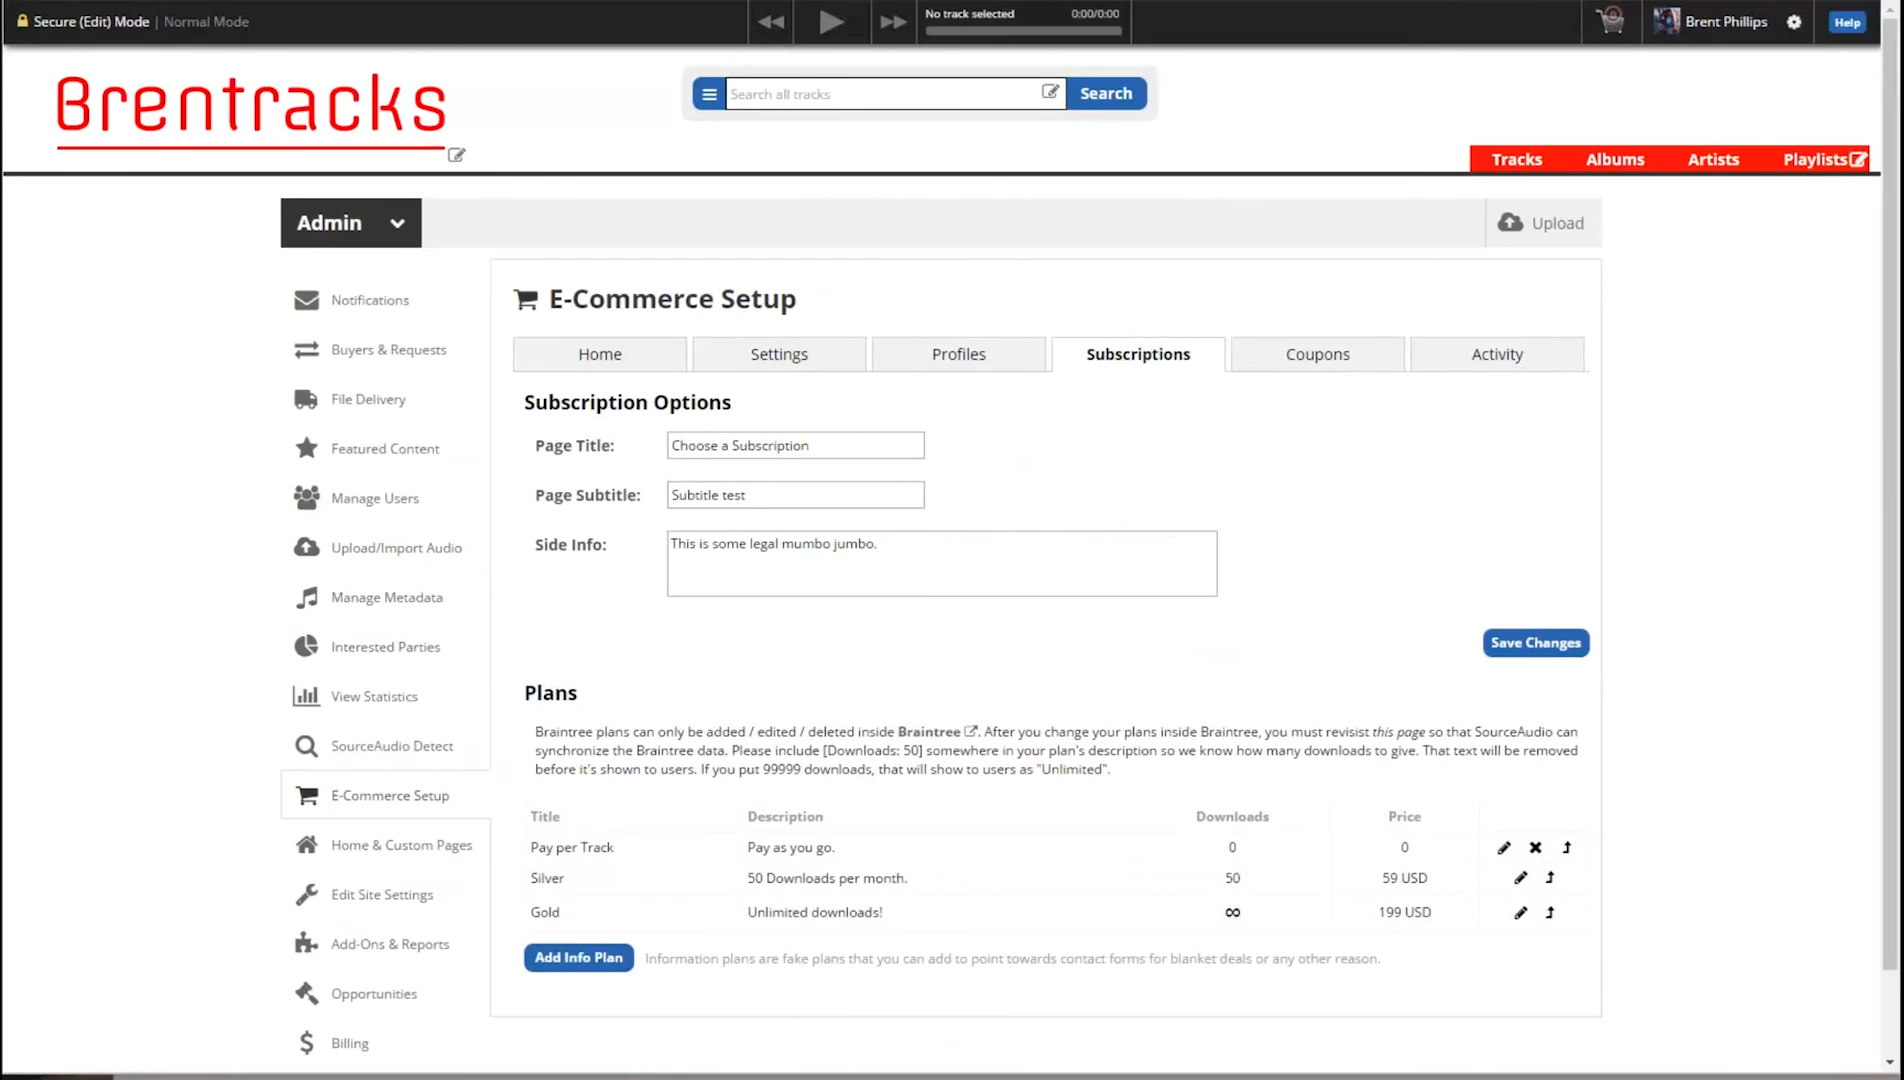 Secure (Edit) Mode | Normal Mode
No track selected 0:00/0:00
0
Brent Phillips
Help
Brentracks
Search all tracks
Search
Tracks Albums Artists Playlists
Admin
Upload
Notifications
Buyers & Requests
File Delivery
Featured Content
Manage Users
Upload/Import Audio
Manage Metadata
Interested Parties
View Statistics
SourceAudio Detect
E-Commerce Setup
Home & Custom Pages
Edit Site Settings
Add-Ons & Reports
Opportunities
Billing
E-Commerce Setup
Home Settings Profiles Subscriptions Coupons Activity
Subscription Options
Page Title: Choose a Subscription
Page Subtitle: Subtitle test
Side Info: This is some legal mumbo jumbo.
Save Changes
Plans
Braintree plans can only be added / edited / deleted inside Braintree. After you change your plans inside Braintree, you must revisist this page so that SourceAudio can
synchronize the Braintree data. Please include [Downloads: 50] somewhere in your plan's description so we know how many downloads to give. That text will be removed
before it's shown to users. If you put 99999 downloads, that will show to users as "Unlimited".
Title Description Downloads Price
Pay per Track Pay as you go. 0 0
Silver 50 Downloads per month. 50 59 USD
Gold Unlimited downloads! ∞ 199 USD
Add Info Plan Information plans are fake plans that you can add to point towards contact forms for blanket deals or any other reason.